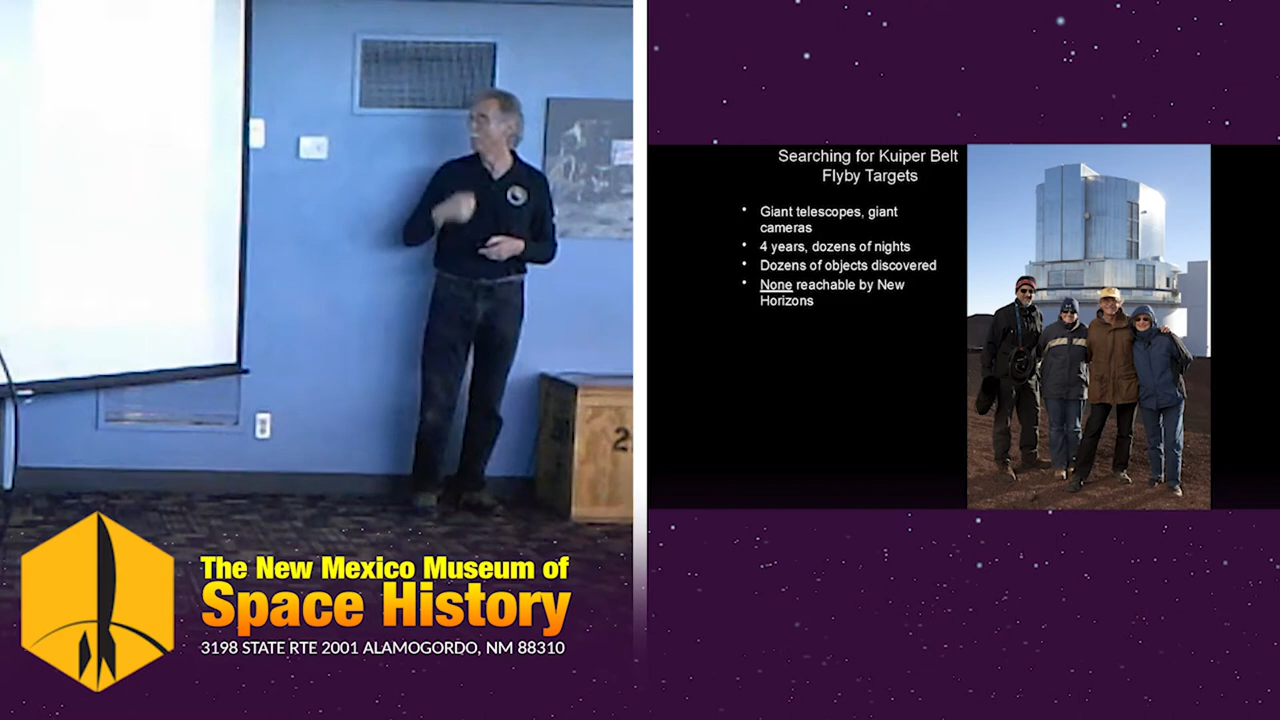 Searching for Kuiper Belt
Flyby Targets
• Giant telescopes, giant
cameras
• 4 years, dozens of nights
• Dozens of objects discovered
• None reachable by New
Horizons
2
The New Mexico Museum of
Space History
3198 STATE RTE 2001 ALAMOGORDO, NM 88310